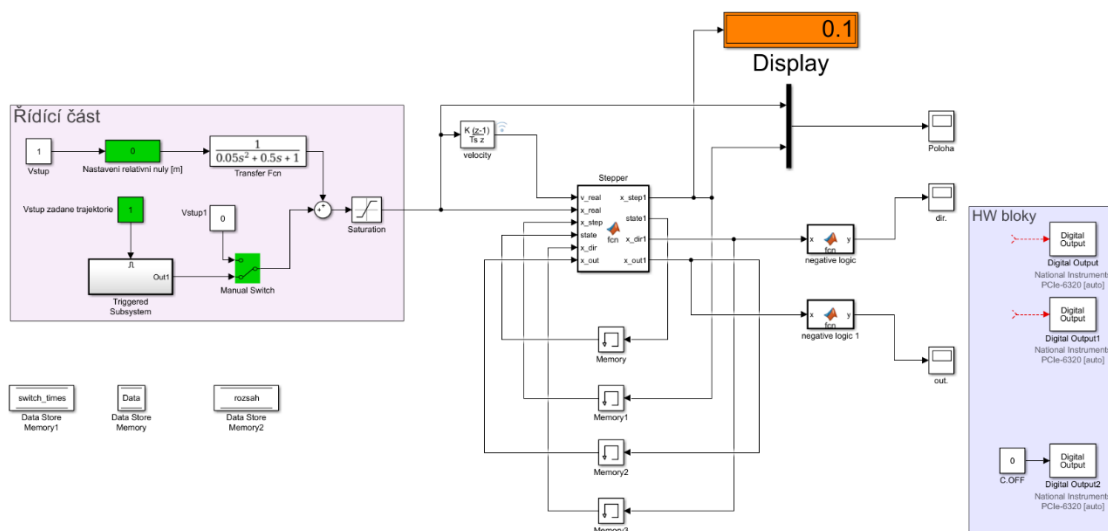 0.1
Display
Řídící část
1
Vstup
0
Nastaveni relativni nuly [m]
1
0.05s² + 0.5s + 1
Transfer Fcn
Vstup zadane trajektorie
1
Vstup1
0
Out1
Triggered
Subsystem
Manual Switch
Saturation
K (z-1)
Ts z
velocity
Stepper
v_real
x_real
x_step
state
x_dir
x_out
fcn
x_step1
state1
x_dir1
x_out1
Memory
Memory1
Memory2
Memory3
x
fcn
y
negative logic
x
fcn
y
negative logic 1
Poloha
dir.
out.
HW bloky
Digital
Output
Digital Output
National Instruments
PCIe-6320 [auto]
Digital
Output
Digital Output1
National Instruments
PCIe-6320 [auto]
0
C.OFF
Digital
Output
Digital Output2
National Instruments
PCIe-6320 [auto]
switch_times
Data Store
Memory1
Data
Data Store
Memory
rozsah
Data Store
Memory2